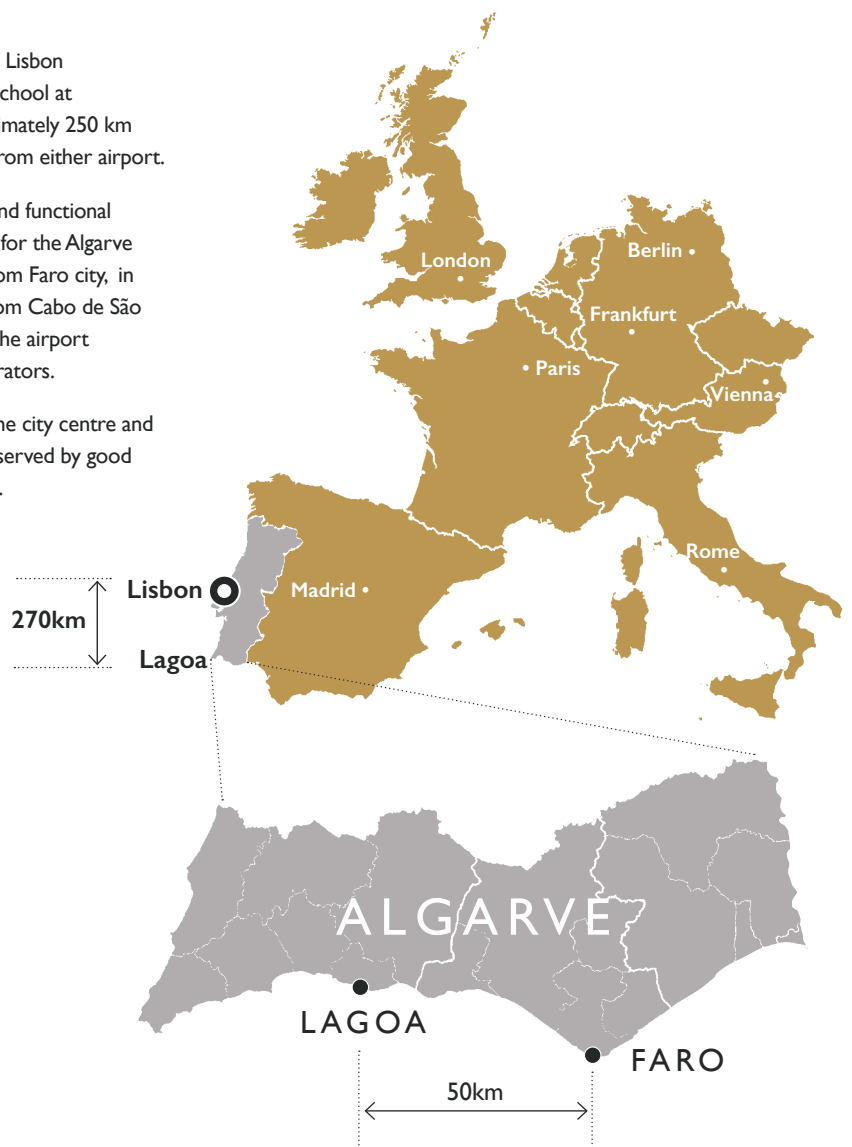 Lisbon
chool at
imately 250 km
rom either airport.
nd functional
for the Algarve
om Faro city, in
om Cabo de São
he airport
rators.
ne city centre and
served by good
.
London
Berlin
Frankfurt
Paris
Vienna
Rome
Madrid
Lisbon
270km
Lagoa
ALGARVE
LAGOA
FARO
50km